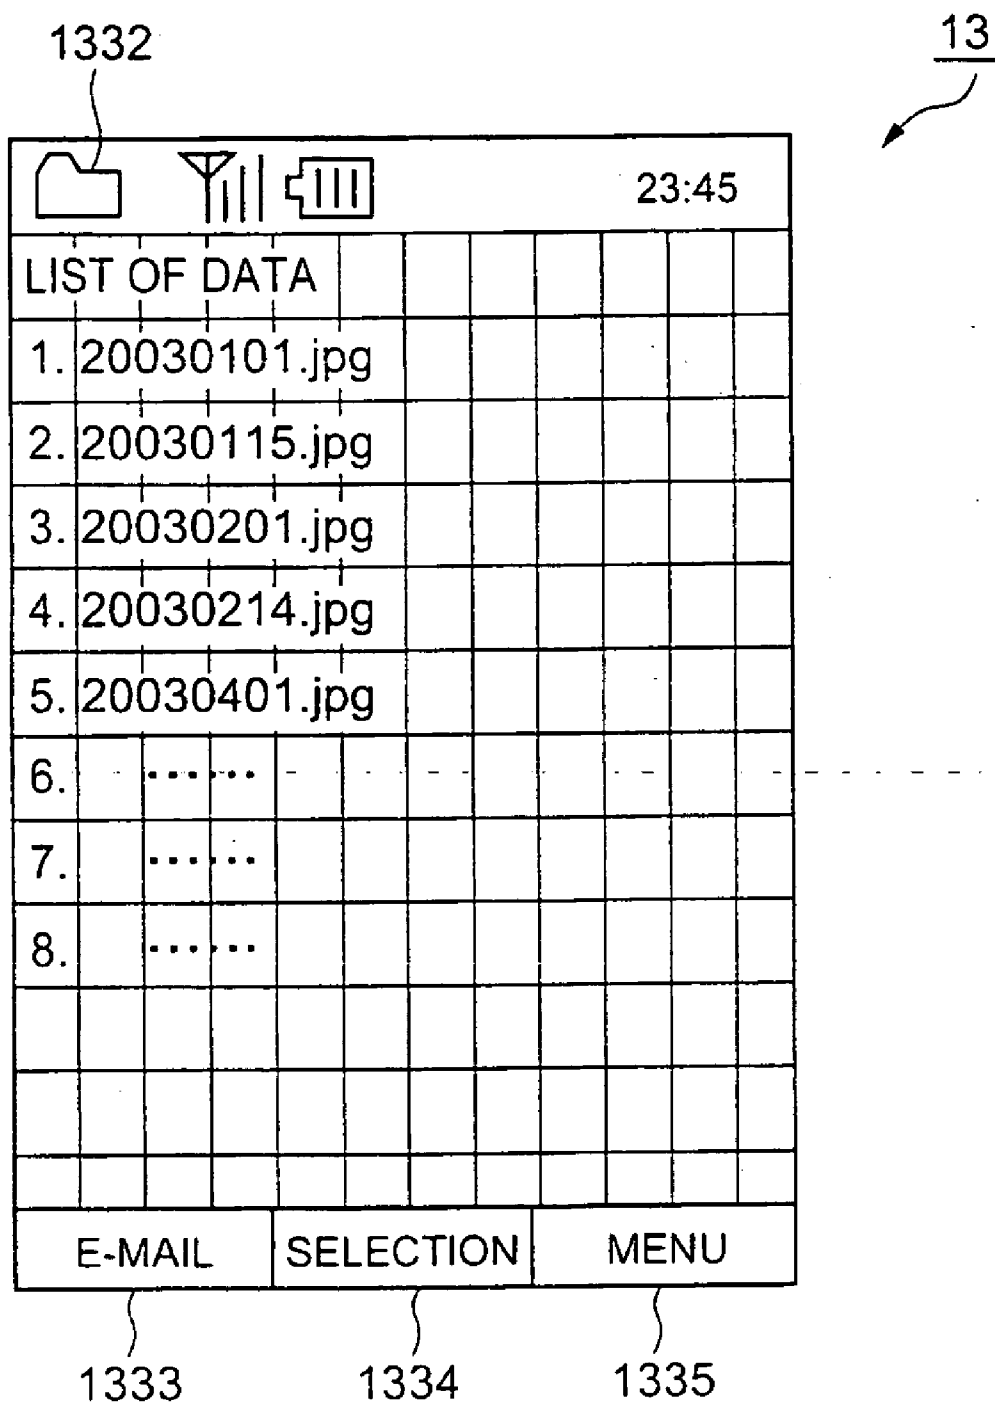 1332
13
23:45
LIST OF DATA
1. 20030101.jpg
2. 20030115.jpg
3. 20030201.jpg
4. 20030214.jpg
5. 20030401.jpg
6. ......
7. ......
8. ......
E-MAIL SELECTION MENU
1333 1334 1335